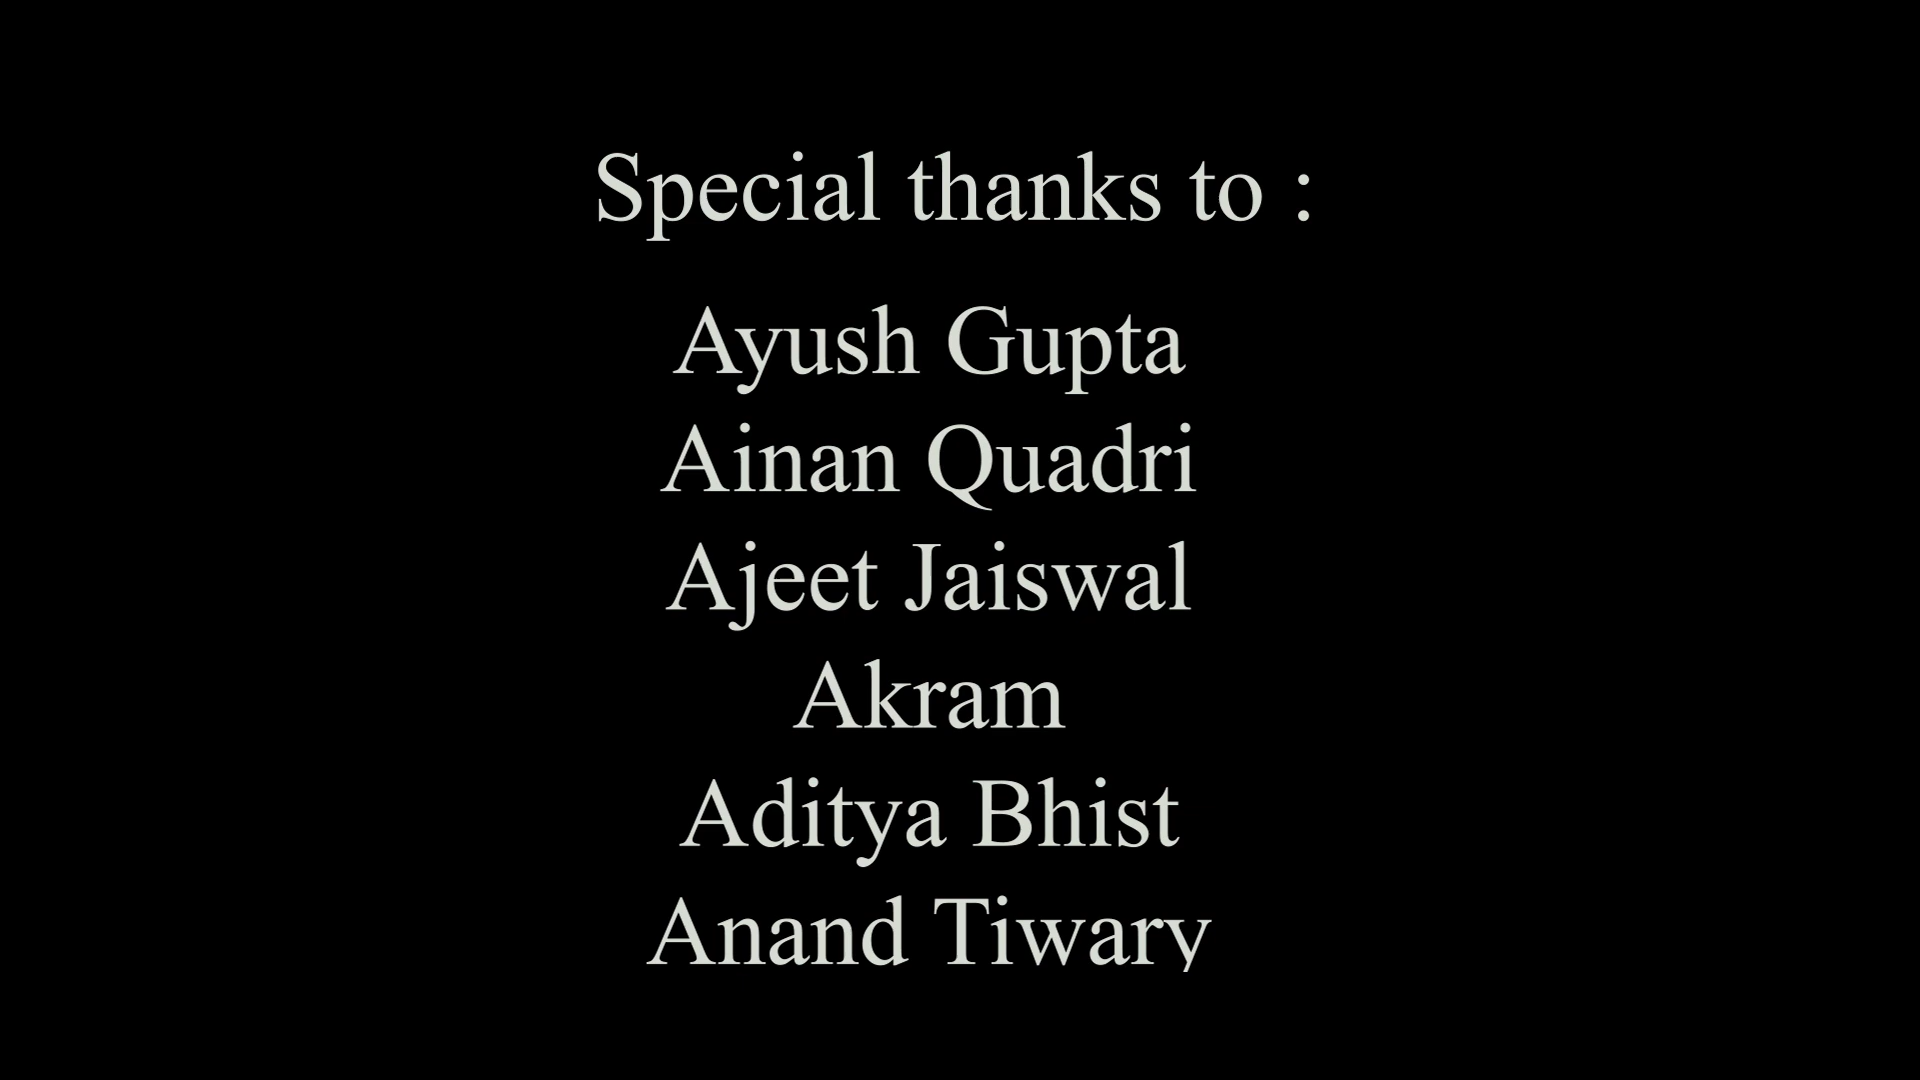 Special thanks to :
Ayush Gupta
Ainan Quadri
Ajeet Jaiswal
Akram
Aditya Bhist
Anand Tiwary